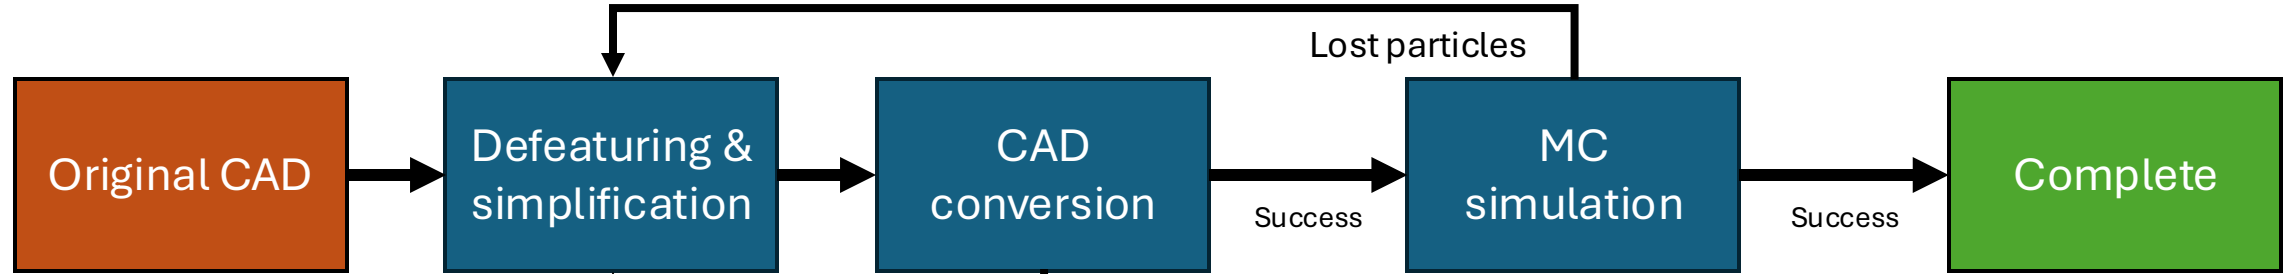 Lost particles
Original CAD
Defeaturing &
simplification
CAD
conversion
Success
MC
simulation
Success
Complete